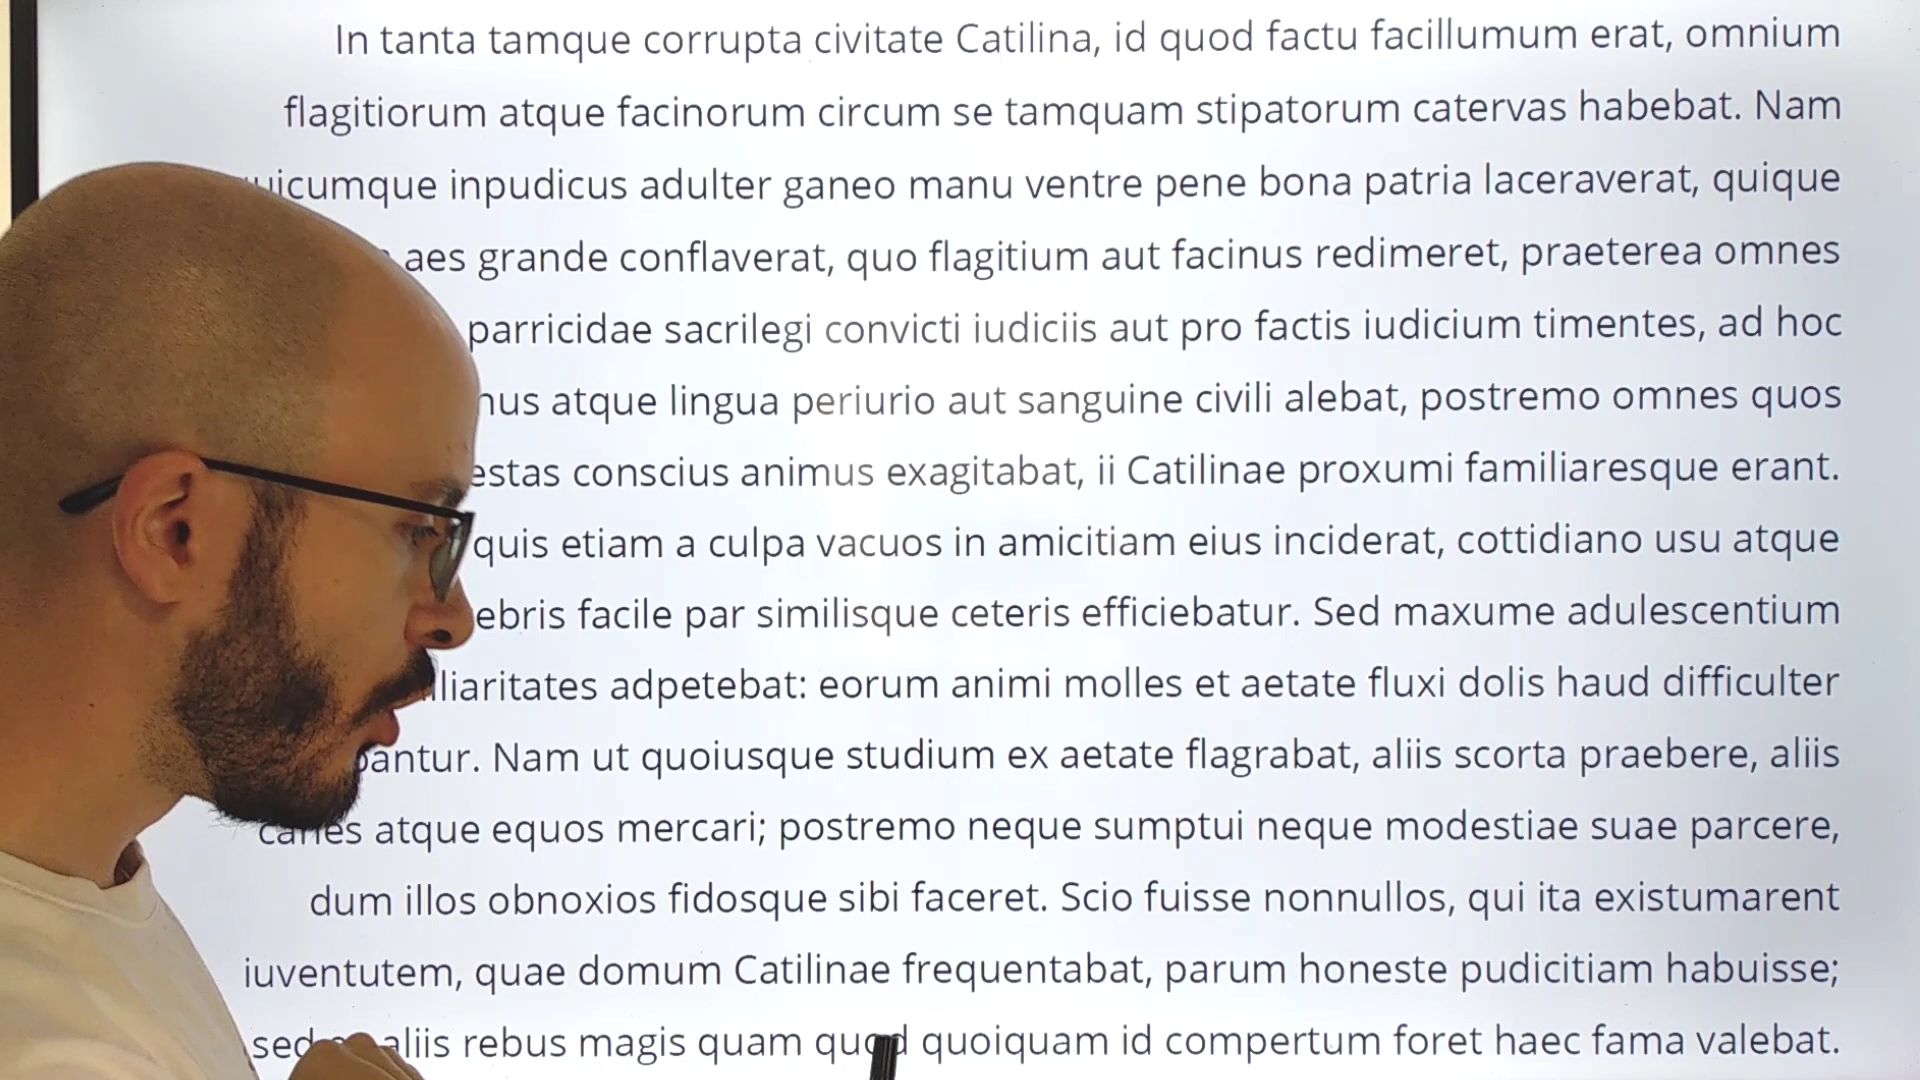 In tanta tamque corrupta civitate Catilina, id quod factu facillumum erat, omnium
flagitiorum atque facinorum circum se tamquam stipatorum catervas habebat. Nam
inpudicus adulter ganeo manu ventre pene bona patria laceraverat, quique
aes grande conflaverat, quo flagitium aut facinus redimeret, praeterea omnes
parricidae sacrilegi convicti iudiciis aut pro factis iudicium timentes, ad hoc
atque lingua periurio aut sanguine civili alebat, postremo omnes quos
conscius animus exagitabat, ii Catilinae proxumi familiaresque erant.
quis etiam a culpa vacuos in amicitiam eius inciderat, cottidiano usu atque
facile par similisque ceteris efficiebatur. Sed maxume adulescentium
adpetebat: eorum animi molles et aetate fluxi dolis haud difficulter
Nam ut quoiusque studium ex aetate flagrabat, aliis scorta praebere, aliis
canes atque equos mercari; postremo neque sumptui neque modestiae suae parcere,
dum illos obnoxios fidosque sibi faceret. Scio fuisse nonnullos, qui ita existumarent
iuventutem, quae domum Catilinae frequentabat, parum honeste pudicitiam habuisse;
sed aliis rebus magis quam quod quoiquam id compertum foret haec fama valebat.